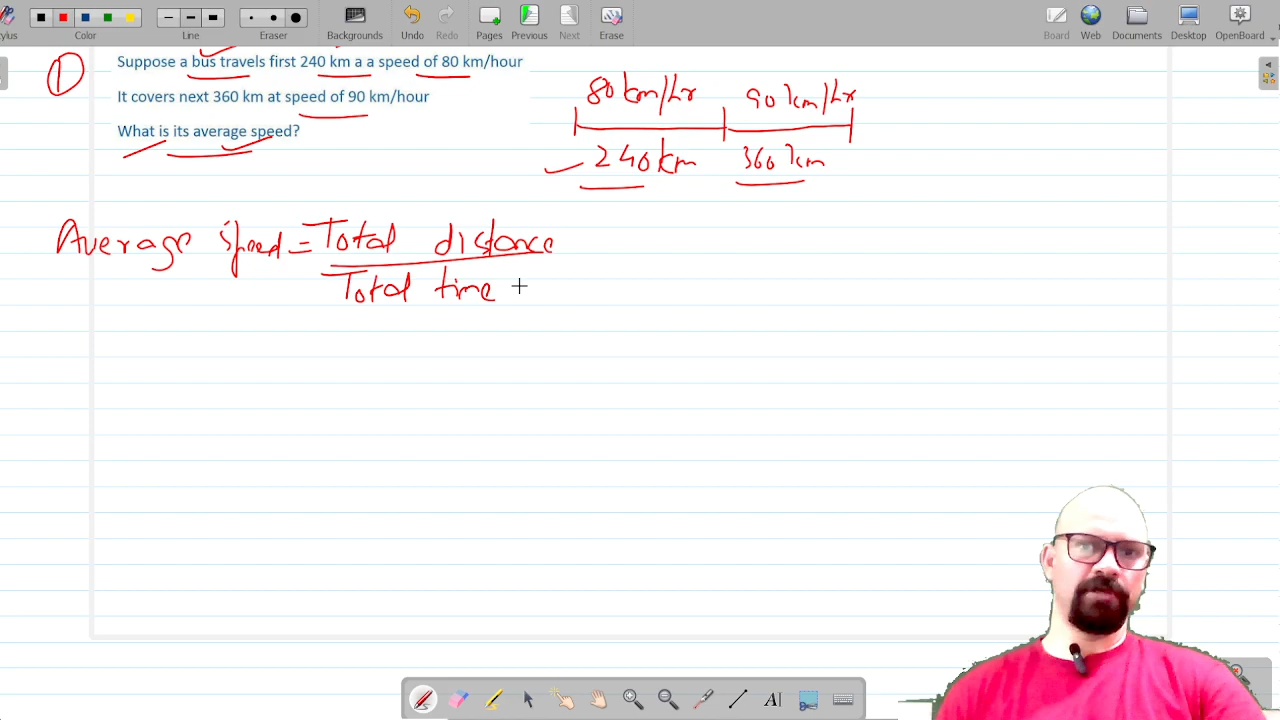 ylus
Color
Line
Eraser
Backgrounds
Undo
Redo
Pages
Previous
Next
Erase
Board
Web
Documents
Desktop
OpenBoard
1
Suppose a bus travels first 240 km a a speed of 80 km/hour
It covers next 360 km at speed of 90 km/hour
What is its average speed?
80 km/hr 90 km/hr
240 km 360 km
Average speed = Total distance
Total time
A